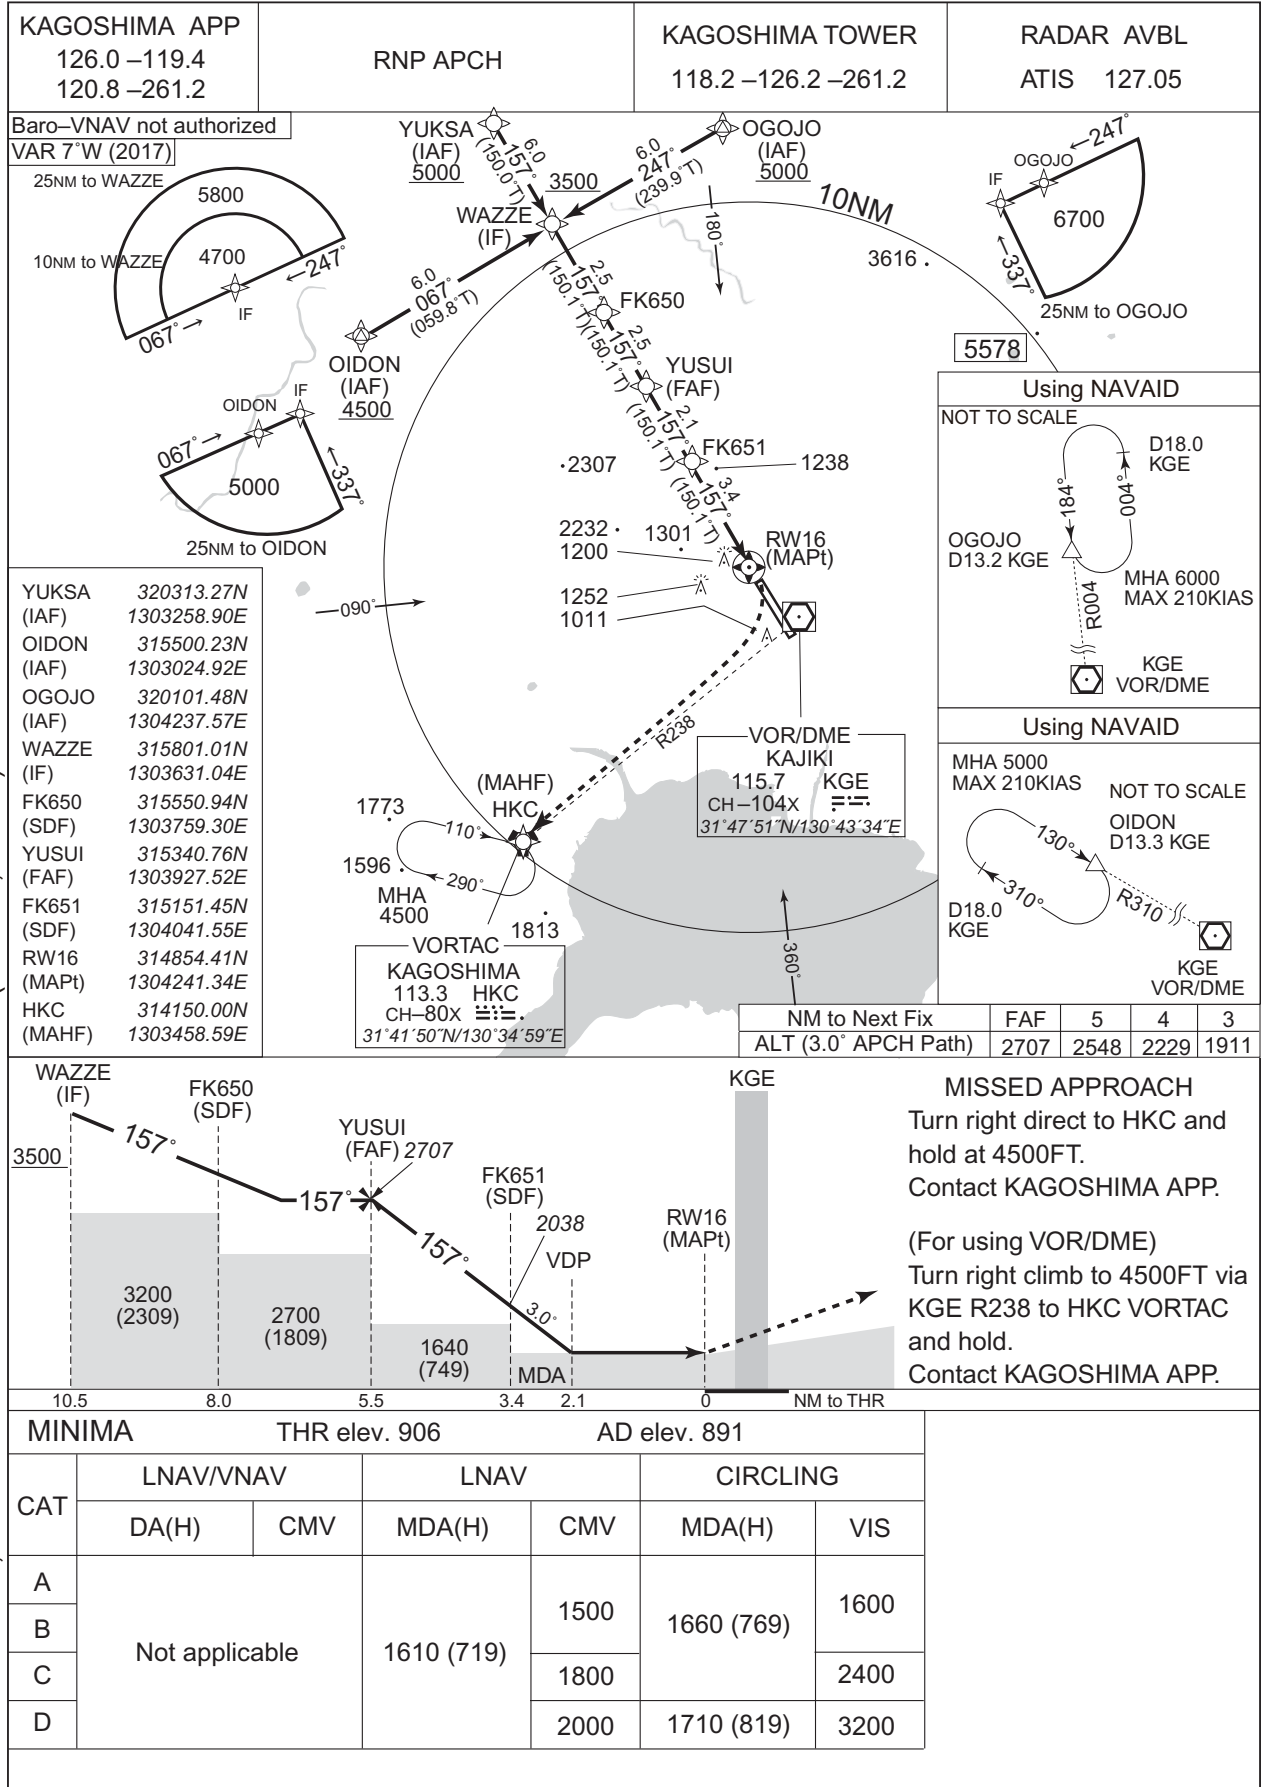 KAGOSHIMA APP
126.0 –119.4
120.8 –261.2
RNP APCH
KAGOSHIMA TOWER
118.2 –126.2 –261.2
RADAR AVBL
ATIS 127.05
Baro–VNAV not authorized
VAR 7˚W (2017)
25NM to WAZZE
5800
10NM to WAZZE
4700
←247˚
067˚→
IF
YUKSA
(IAF)
5000
6.0
157˚
(150.0˚T)
OGOJO
(IAF)
5000
6.0
247˚
(239.9˚T)
3500
WAZZE
(IF)
6.0
067˚
(059.8˚T)
OIDON
(IAF)
4500
180˚
10NM
3616
OGOJO
IF
←247˚
6700
←337˚
25NM to OGOJO
5578
2.5
157˚
(150.1˚T)
FK650
2.5
157˚
(150.1˚T)
YUSUI
(FAF)
2.1
157˚
(150.1˚T)
FK651
1238
3.4
157˚
(150.1˚T)
RW16
(MAPt)
OIDON
IF
067˚→
5000
←337˚
25NM to OIDON
2307
2232
1200
1301
1252
1011
090˚
YUKSA 320313.27N
(IAF) 1303258.90E
OIDON 315500.23N
(IAF) 1303024.92E
OGOJO 320101.48N
(IAF) 1304237.57E
WAZZE 315801.01N
(IF) 1303631.04E
FK650 315550.94N
(SDF) 1303759.30E
YUSUI 315340.76N
(FAF) 1303927.52E
FK651 315151.45N
(SDF) 1304041.55E
RW16 314854.41N
(MAPt) 1304241.34E
HKC 314150.00N
(MAHF) 1303458.59E
R238
VOR/DME
KAJIKI
115.7 KGE
CH–104X
31˚47´51˝N/130˚43´34˝E
(MAHF)
HKC
1773
110˚
1596
290˚
MHA
4500
1813
VORTAC
KAGOSHIMA
113.3 HKC
CH–80X
31˚41´50˝N/130˚34´59˝E
360˚
Using NAVAID
NOT TO SCALE
D18.0
KGE
184˚
004˚
OGOJO
D13.2 KGE
MHA 6000
MAX 210KIAS
R004
KGE
VOR/DME
Using NAVAID
MHA 5000
MAX 210KIAS
NOT TO SCALE
OIDON
D13.3 KGE
130˚
310˚
D18.0
KGE
R310
KGE
VOR/DME
NM to Next Fix FAF 5 4 3
ALT (3.0˚ APCH Path) 2707 2548 2229 1911
WAZZE
(IF)
3500
157˚
FK650
(SDF)
157˚
YUSUI
(FAF) 2707
157˚
FK651
(SDF)
2038
VDP
3.0˚
RW16
(MAPt)
KGE
3200
(2309)
2700
(1809)
1640
(749)
MDA
10.5 8.0 5.5 3.4 2.1 0 NM to THR
MISSED APPROACH
Turn right direct to HKC and
hold at 4500FT.
Contact KAGOSHIMA APP.
(For using VOR/DME)
Turn right climb to 4500FT via
KGE R238 to HKC VORTAC
and hold.
Contact KAGOSHIMA APP.
MINIMA THR elev. 906 AD elev. 891
CAT LNAV/VNAV LNAV CIRCLING
DA(H) CMV MDA(H) CMV MDA(H) VIS
A
B
C
D
Not applicable
1610 (719)
1500
1800
2000
1660 (769)
1710 (819)
1600
2400
3200